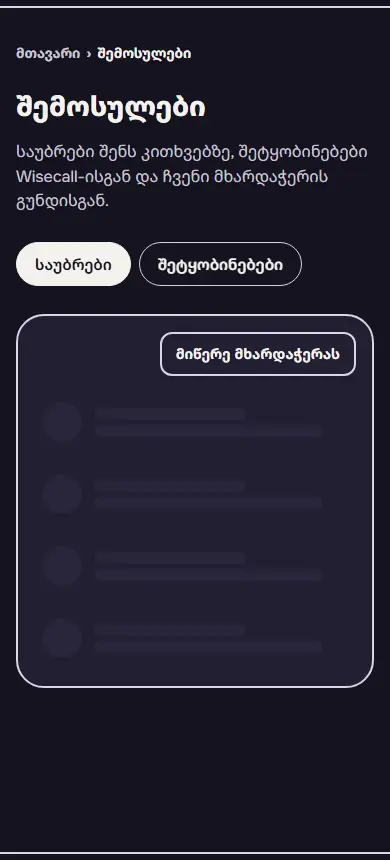 მთავარი › შემოსულები
შემოსულები
საუბრები შენს კითხვებზე, შეტყობინებები
Wisecall-ისგან და ჩვენი მხარდაჭერის
გუნდისგან.
საუბრები შეტყობინებები
მიწერე მხარდაჭერას